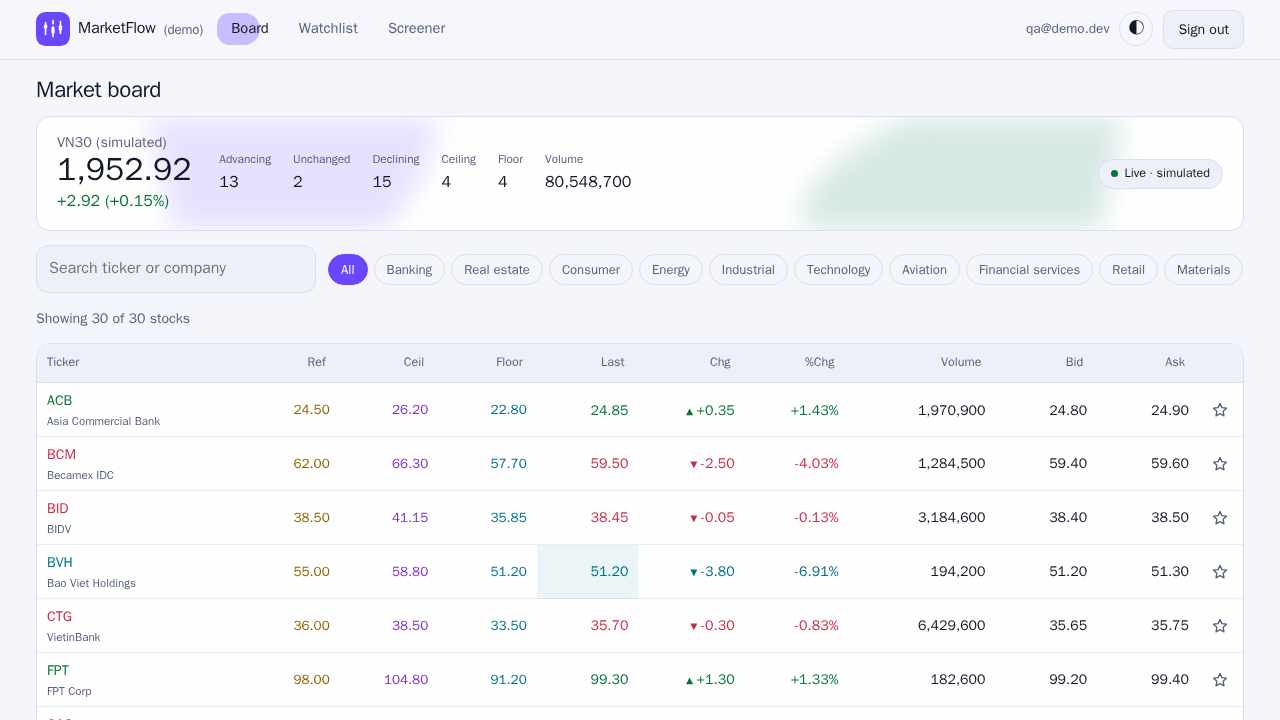 MarketFlow (demo) Board Watchlist Screener qa@demo.dev Sign out
Market board
VN30 (simulated)
1,952.92
+2.92 (+0.15%)
Advancing Unchanged Declining Ceiling Floor Volume
13 2 15 4 4 80,548,700
Live · simulated
Search ticker or company
All Banking Real estate Consumer Energy Industrial Technology Aviation Financial services Retail Materials
Showing 30 of 30 stocks
Ticker Ref Ceil Floor Last Chg %Chg Volume Bid Ask
ACB 24.50 26.20 22.80 24.85 ▲+0.35 +1.43% 1,970,900 24.80 24.90
Asia Commercial Bank
BCM 62.00 66.30 57.70 59.50 ▼-2.50 -4.03% 1,284,500 59.40 59.60
Becamex IDC
BID 38.50 41.15 35.85 38.45 ▼-0.05 -0.13% 3,184,600 38.40 38.50
BIDV
BVH 55.00 58.80 51.20 51.20 ▼-3.80 -6.91% 194,200 51.20 51.30
Bao Viet Holdings
CTG 36.00 38.50 33.50 35.70 ▼-0.30 -0.83% 6,429,600 35.65 35.75
VietinBank
FPT 98.00 104.80 91.20 99.30 ▲+1.30 +1.33% 182,600 99.20 99.40
FPT Corp